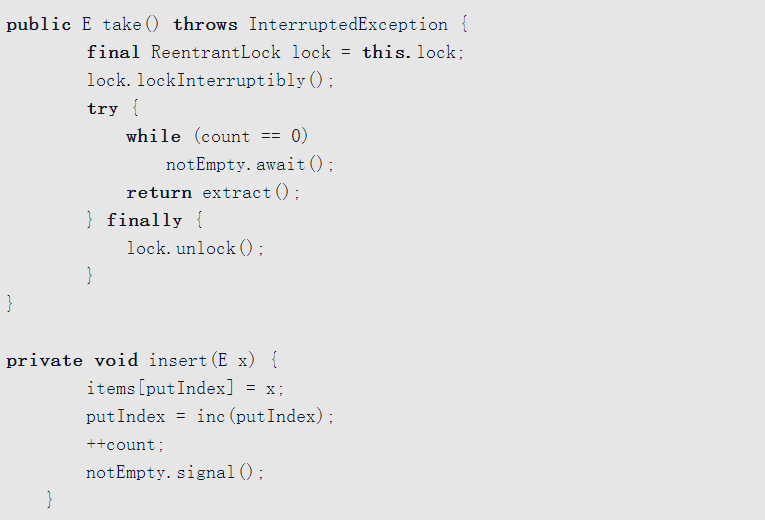 public E take() throws InterruptedException {
        final ReentrantLock lock = this.lock;
        lock.lockInterruptibly();
        try {
            while (count == 0)
                notEmpty.await();
            return extract();
        } finally {
            lock.unlock();
        }
}

private void insert(E x) {
        items[putIndex] = x;
        putIndex = inc(putIndex);
        ++count;
        notEmpty.signal();
    }